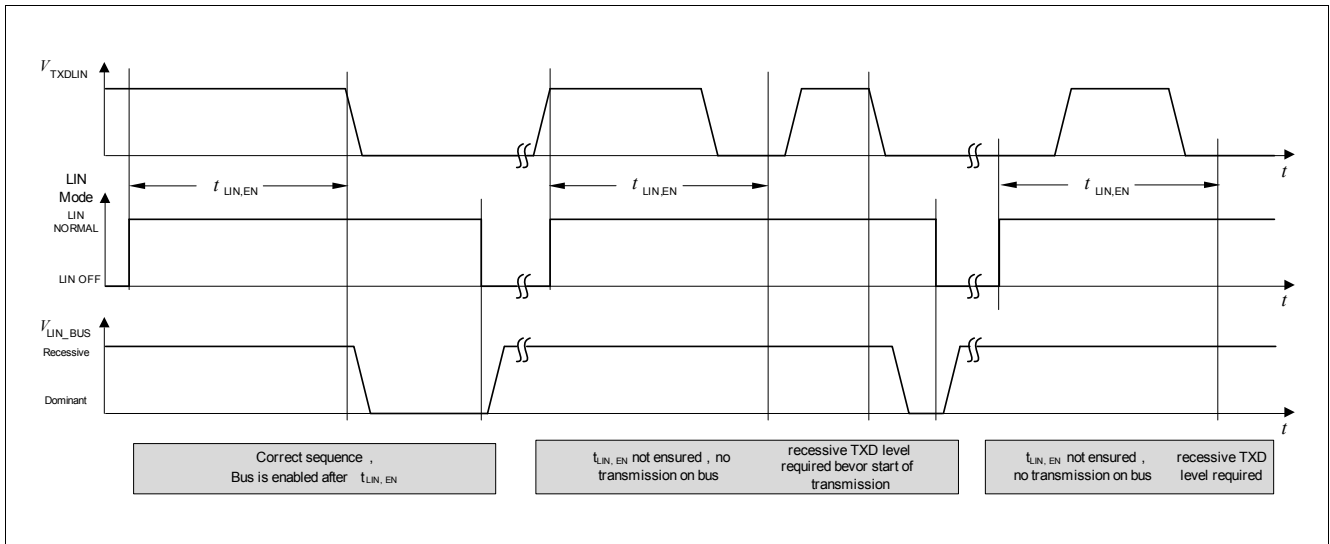 V TXDLIN
t
t LIN,EN
t LIN,EN
t LIN,EN
LIN
Mode
LIN
NORMAL
LIN OFF
t
V LIN_BUS
Recessive
Dominant
t
Correct sequence ,
Bus is enabled after t LIN, EN
t LIN, EN not ensured , no
transmission on bus
recessive TXD level
required bevor start of
transmission
t LIN, EN not ensured ,
no transmission on bus
recessive TXD
level required